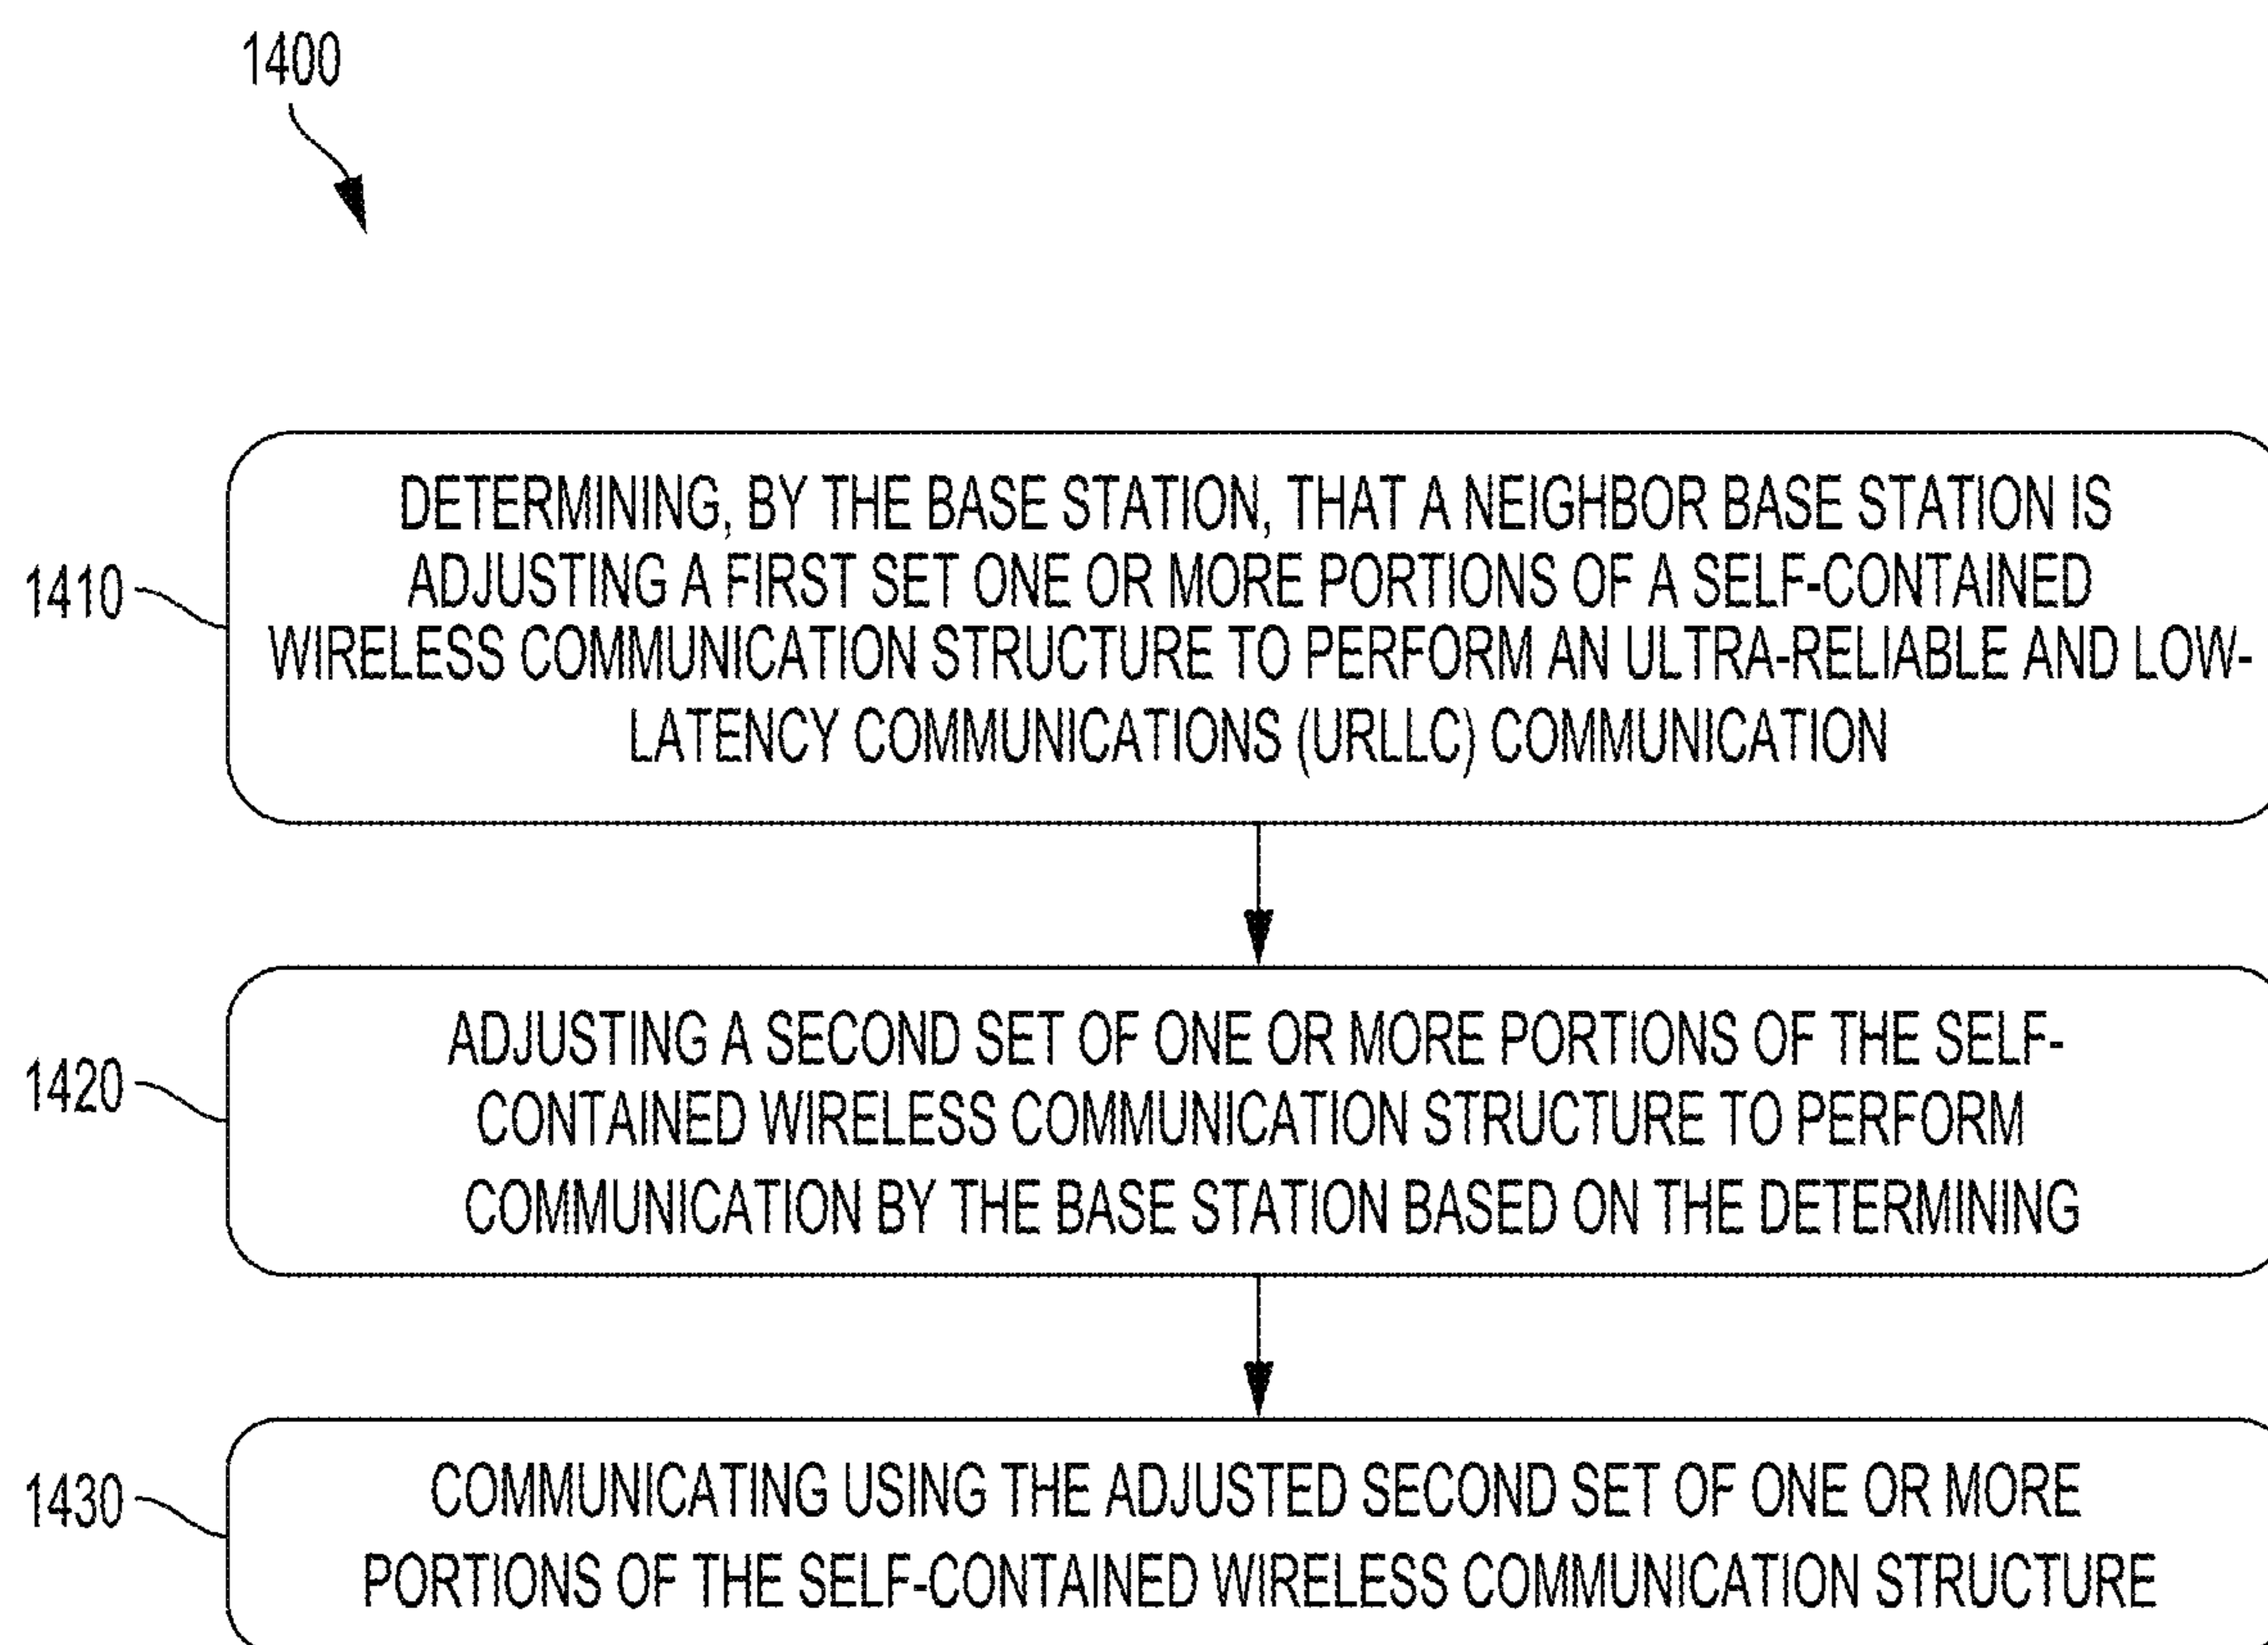 1400
1410
DETERMINING, BY THE BASE STATION, THAT A NEIGHBOR BASE STATION IS
ADJUSTING A FIRST SET ONE OR MORE PORTIONS OF A SELF-CONTAINED
WIRELESS COMMUNICATION STRUCTURE TO PERFORM AN ULTRA-RELIABLE AND LOW-
LATENCY COMMUNICATIONS (URLLC) COMMUNICATION
1420
ADJUSTING A SECOND SET OF ONE OR MORE PORTIONS OF THE SELF-
CONTAINED WIRELESS COMMUNICATION STRUCTURE TO PERFORM
COMMUNICATION BY THE BASE STATION BASED ON THE DETERMINING
1430
COMMUNICATING USING THE ADJUSTED SECOND SET OF ONE OR MORE
PORTIONS OF THE SELF-CONTAINED WIRELESS COMMUNICATION STRUCTURE